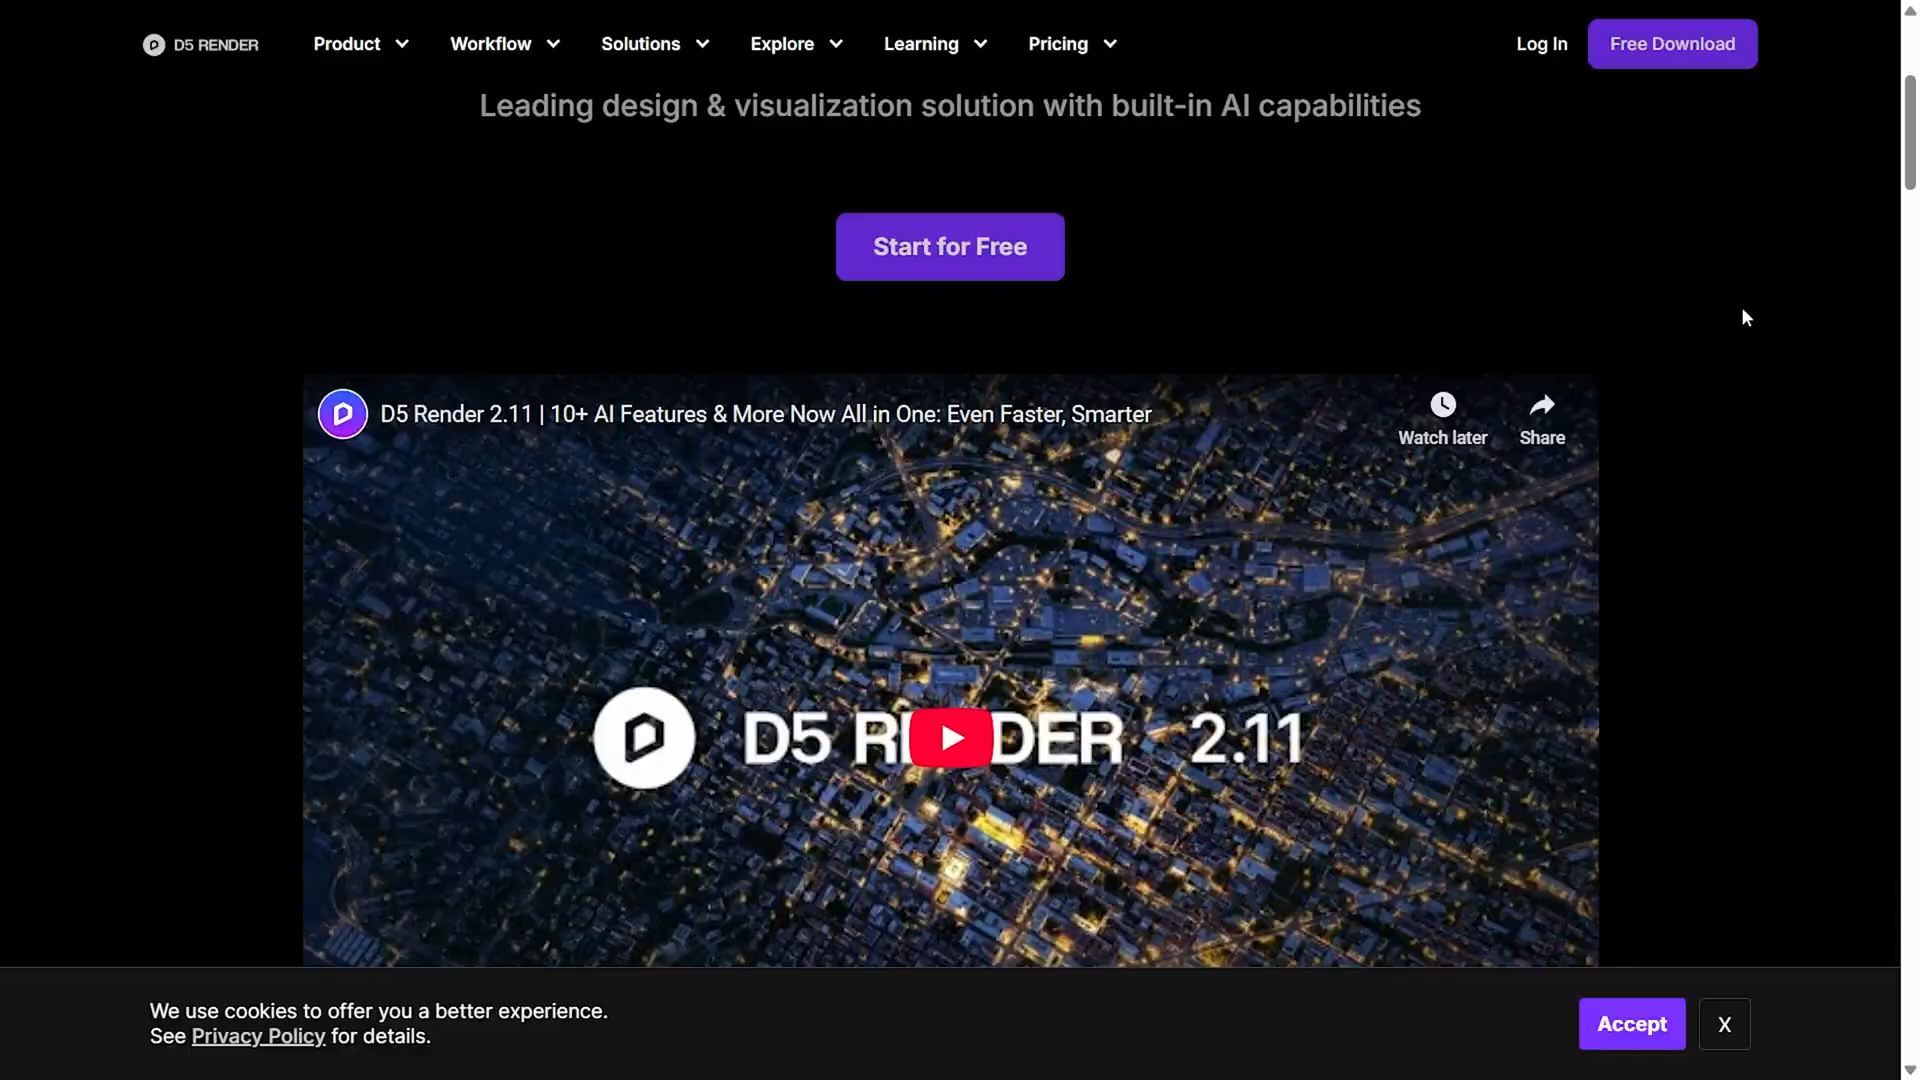 D5 RENDER
Product
Workflow
Solutions
Explore
Learning
Pricing
Log In
Free Download
Leading design & visualization solution with built-in AI capabilities
Start for Free
D5 Render 2.11 | 10+ AI Features & More Now All in One: Even Faster, Smarter
Watch later
Share
D5 RENDER 2.11
We use cookies to offer you a better experience.
See Privacy Policy for details.
Accept
X